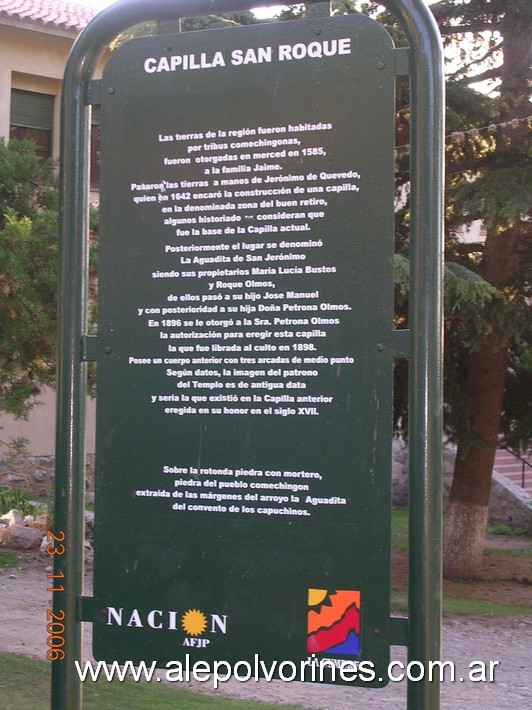 CAPILLA SAN ROQUE
Las tierras de la región fueron habitadas
por tribus comechingonas,
fueron otorgadas en merced en 1585,
a la familia Jaime.
Pasaron las tierras a manos de Jerónimo de Quevedo,
quien en 1642 encaró la construcción de una capilla,
en la denominada zona del buen retiro,
algunos historiado consideran que
fue la base de la Capilla actual.
Posteriormente el lugar se denominó
La Aguadita de San Jerónimo
siendo sus propietarios María Lucía Bustos
y Roque Olmos,
de ellos pasó a su hijo Jose Manuel
y con posterioridad a su hija Doña Petrona Olmos.
En 1896 se le otorgó a la Sra. Petrona Olmos
la autorización para eregir esta capilla
la que fue librada al culto en 1898.
Posee un cuerpo anterior con tres arcadas de medio punto
Según datos, la imagen del patrono
del Templo es de antigua data
y sería la que existió en la Capilla anterior
eregida en su honor en el siglo XVII.
Sobre la rotonda piedra con mortero,
piedra del pueblo comechingon
extraída de las márgenes del arroyo la Aguadita
del convento de los capuchinos.
NACION
AFJP
23 11 2006
www.alepolvorines.com.ar